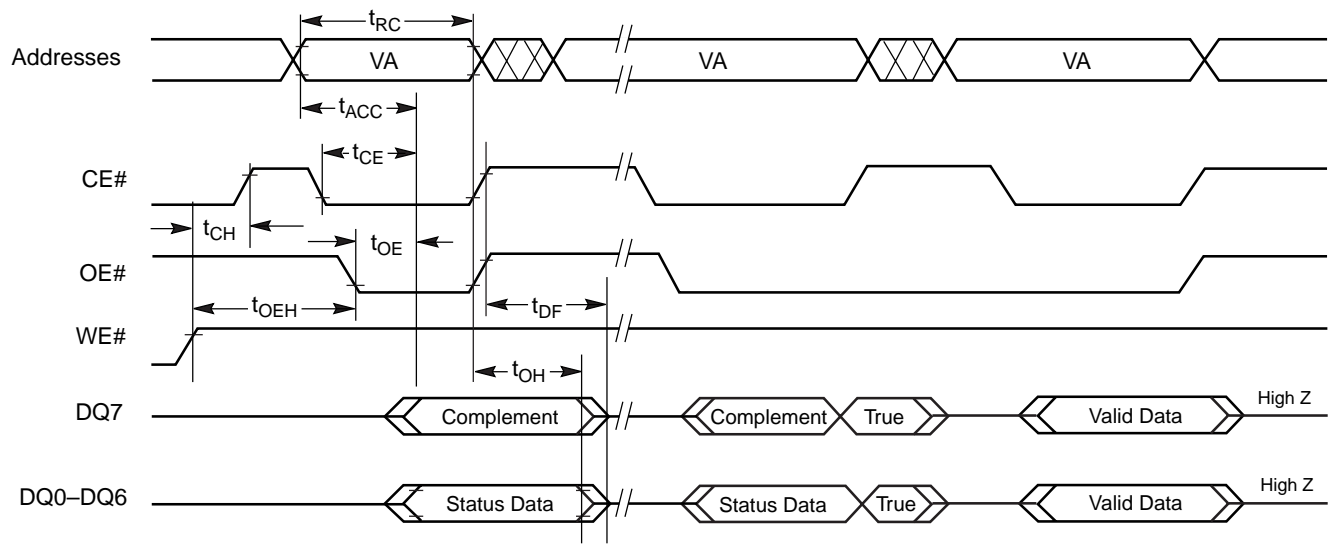 tRC
Addresses VA VA VA
tACC
tCE
CE#
tCH tOE
OE#
tOEH tDF
WE#
tOH
DQ7 Complement Complement True Valid Data High Z
DQ0–DQ6 Status Data Status Data True Valid Data High Z